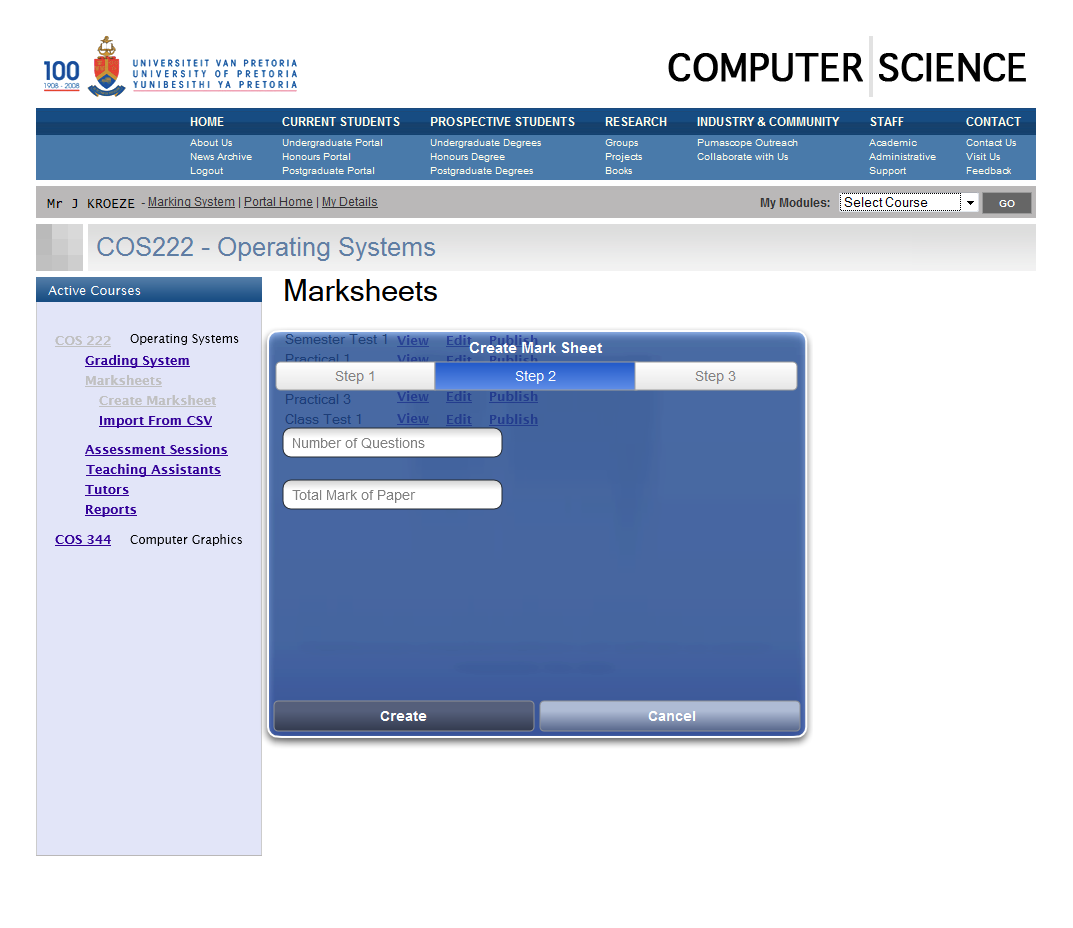 100
1908 - 2008
UNIVERSITEIT VAN PRETORIA
UNIVERSITY OF PRETORIA
YUNIBESITHI YA PRETORIA
COMPUTER SCIENCE
HOME CURRENT STUDENTS PROSPECTIVE STUDENTS RESEARCH INDUSTRY & COMMUNITY STAFF CONTACT
About Us Undergraduate Portal Undergraduate Degrees Groups Pumascope Outreach Academic Contact Us
News Archive Honours Portal Honours Degree Projects Collaborate with Us Administrative Visit Us
Logout Postgraduate Portal Postgraduate Degrees Books Support Feedback
Mr J KROEZE - Marking System | Portal Home | My Details My Modules: Select Course GO
COS222 - Operating Systems
Active Courses
COS 222 Operating Systems
Grading System
Marksheets
Create Marksheet
Import From CSV
Assessment Sessions
Teaching Assistants
Tutors
Reports
COS 344 Computer Graphics
Marksheets
Semester Test 1 View Edit Publish
Create Mark Sheet
Practical 1 View Edit Publish
Step 1 Step 2 Step 3
Practical 3 View Edit Publish
Class Test 1 View Edit Publish
Number of Questions
Total Mark of Paper
Create Cancel